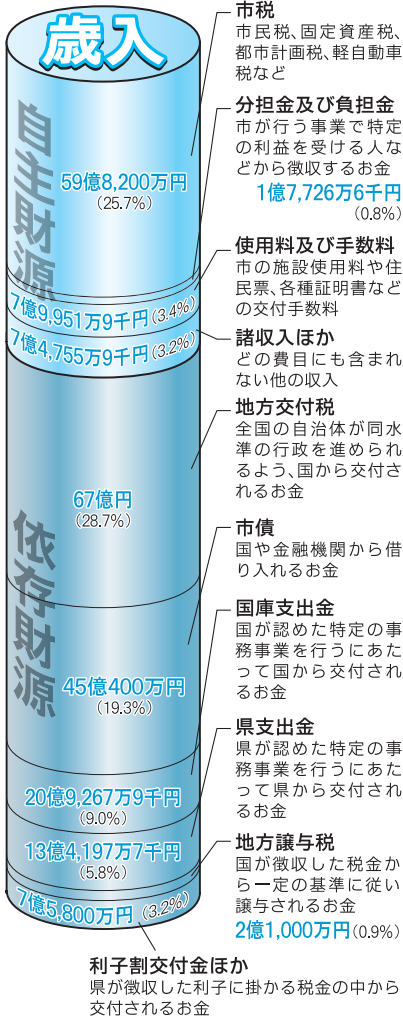 歳入
自主財源
市税
市民税、固定資産税、
都市計画税、軽自動車
税など
59億8,200万円
(25.7%)
分担金及び負担金
市が行う事業で特定
の利益を受ける人な
どから徴収するお金
1億7,726万6千円
(0.8%)
使用料及び手数料
市の施設使用料や住
民票、各種証明書など
の交付手数料
7億9,951万9千円(3.4%)
諸収入ほか
どの費目にも含まれ
ない他の収入
7億4,755万9千円(3.2%)
依存財源
地方交付税
全国の自治体が同水
準の行政を進められ
るよう、国から交付さ
れるお金
67億円
(28.7%)
市債
国や金融機関から借
り入れるお金
45億400万円
(19.3%)
国庫支出金
国が認めた特定の事
務事業を行うにあた
って国から交付され
るお金
20億9,267万9千円
(9.0%)
県支出金
県が認めた特定の事
務事業を行うにあた
って県から交付され
るお金
13億4,197万7千円
(5.8%)
地方譲与税
国が徴収した税金か
ら一定の基準に従い
譲与されるお金
2億1,000万円(0.9%)
7億5,800万円(3.2%)
利子割交付金ほか
県が徴収した利子に掛かる税金の中から
交付されるお金